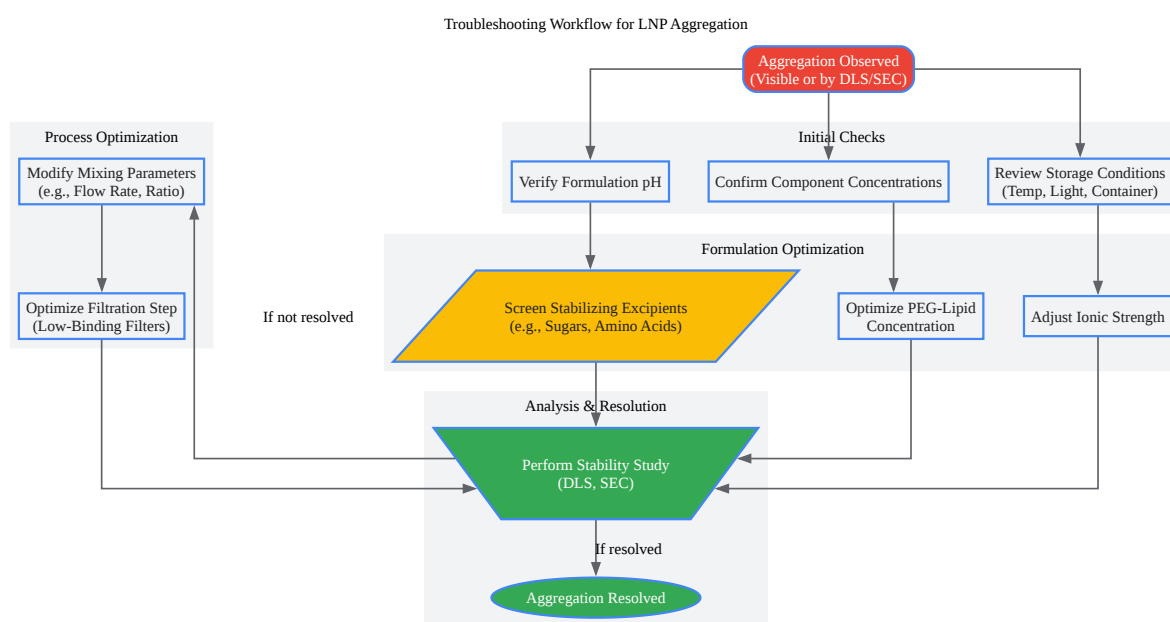 Troubleshooting Workflow for LNP Aggregation
Aggregation Observed
(Visible or by DLS/SEC)
Process Optimization
Initial Checks
Modify Mixing Parameters
(e.g., Flow Rate, Ratio)
Verify Formulation pH
Confirm Component Concentrations
Review Storage Conditions
(Temp, Light, Container)
Formulation Optimization
Optimize Filtration Step
(Low-Binding Filters)
If not resolved
Screen Stabilizing Excipients
(e.g., Sugars, Amino Acids)
Optimize PEG-Lipid
Concentration
Adjust Ionic Strength
Analysis & Resolution
Perform Stability Study
(DLS, SEC)
If resolved
Aggregation Resolved